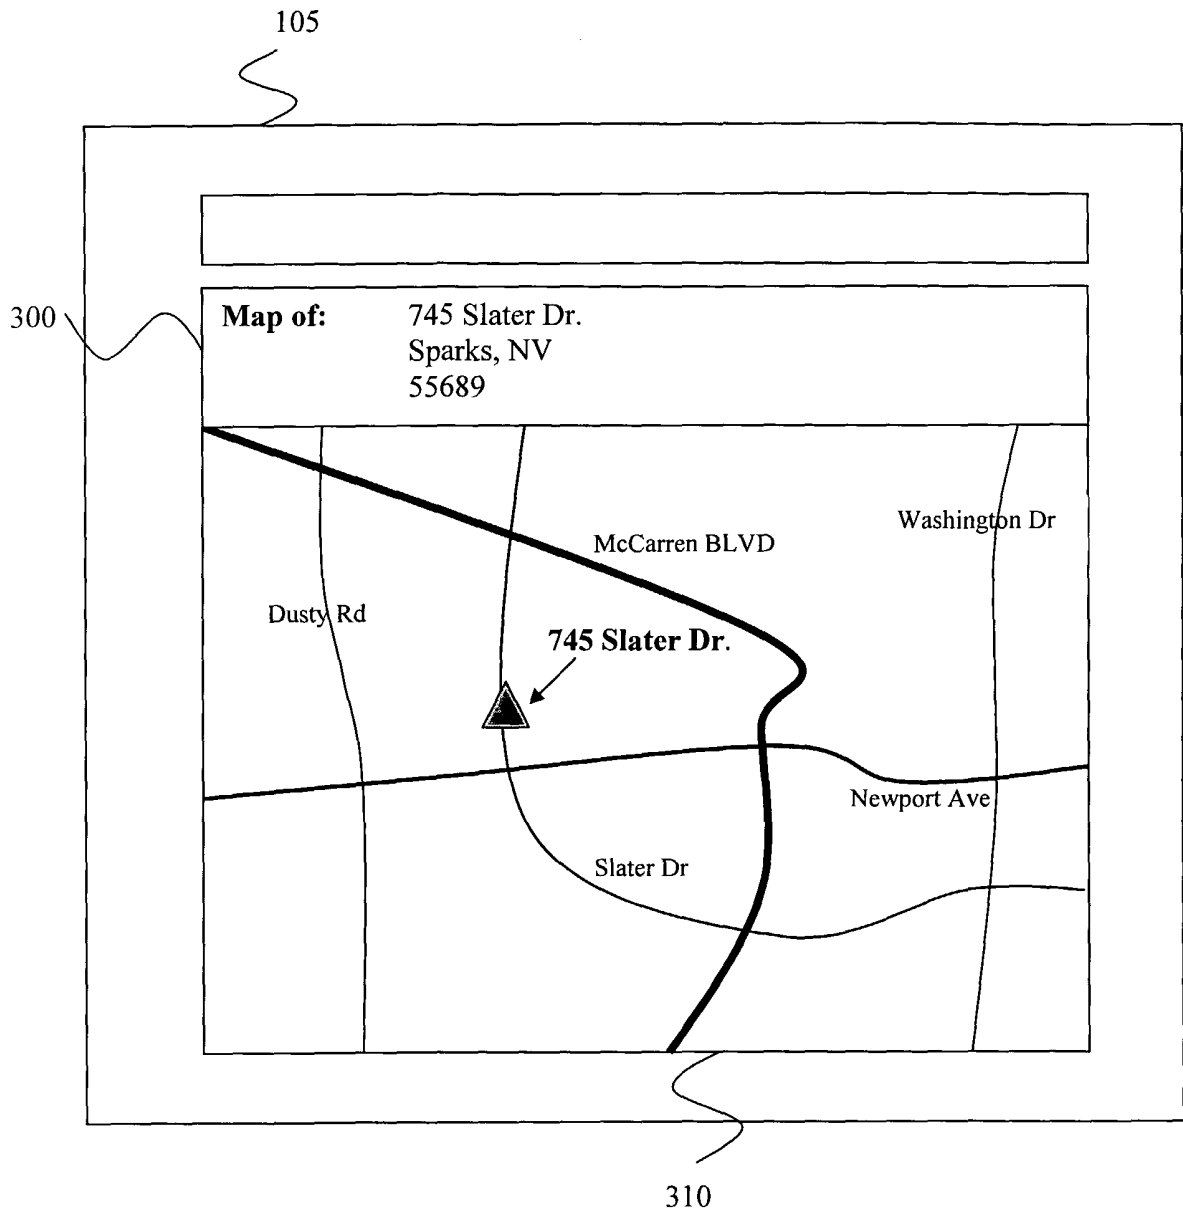 105
300
Map of: 745 Slater Dr.
Sparks, NV
55689
Washington Dr
McCarren BLVD
Dusty Rd
745 Slater Dr.
Newport Ave
Slater Dr
310